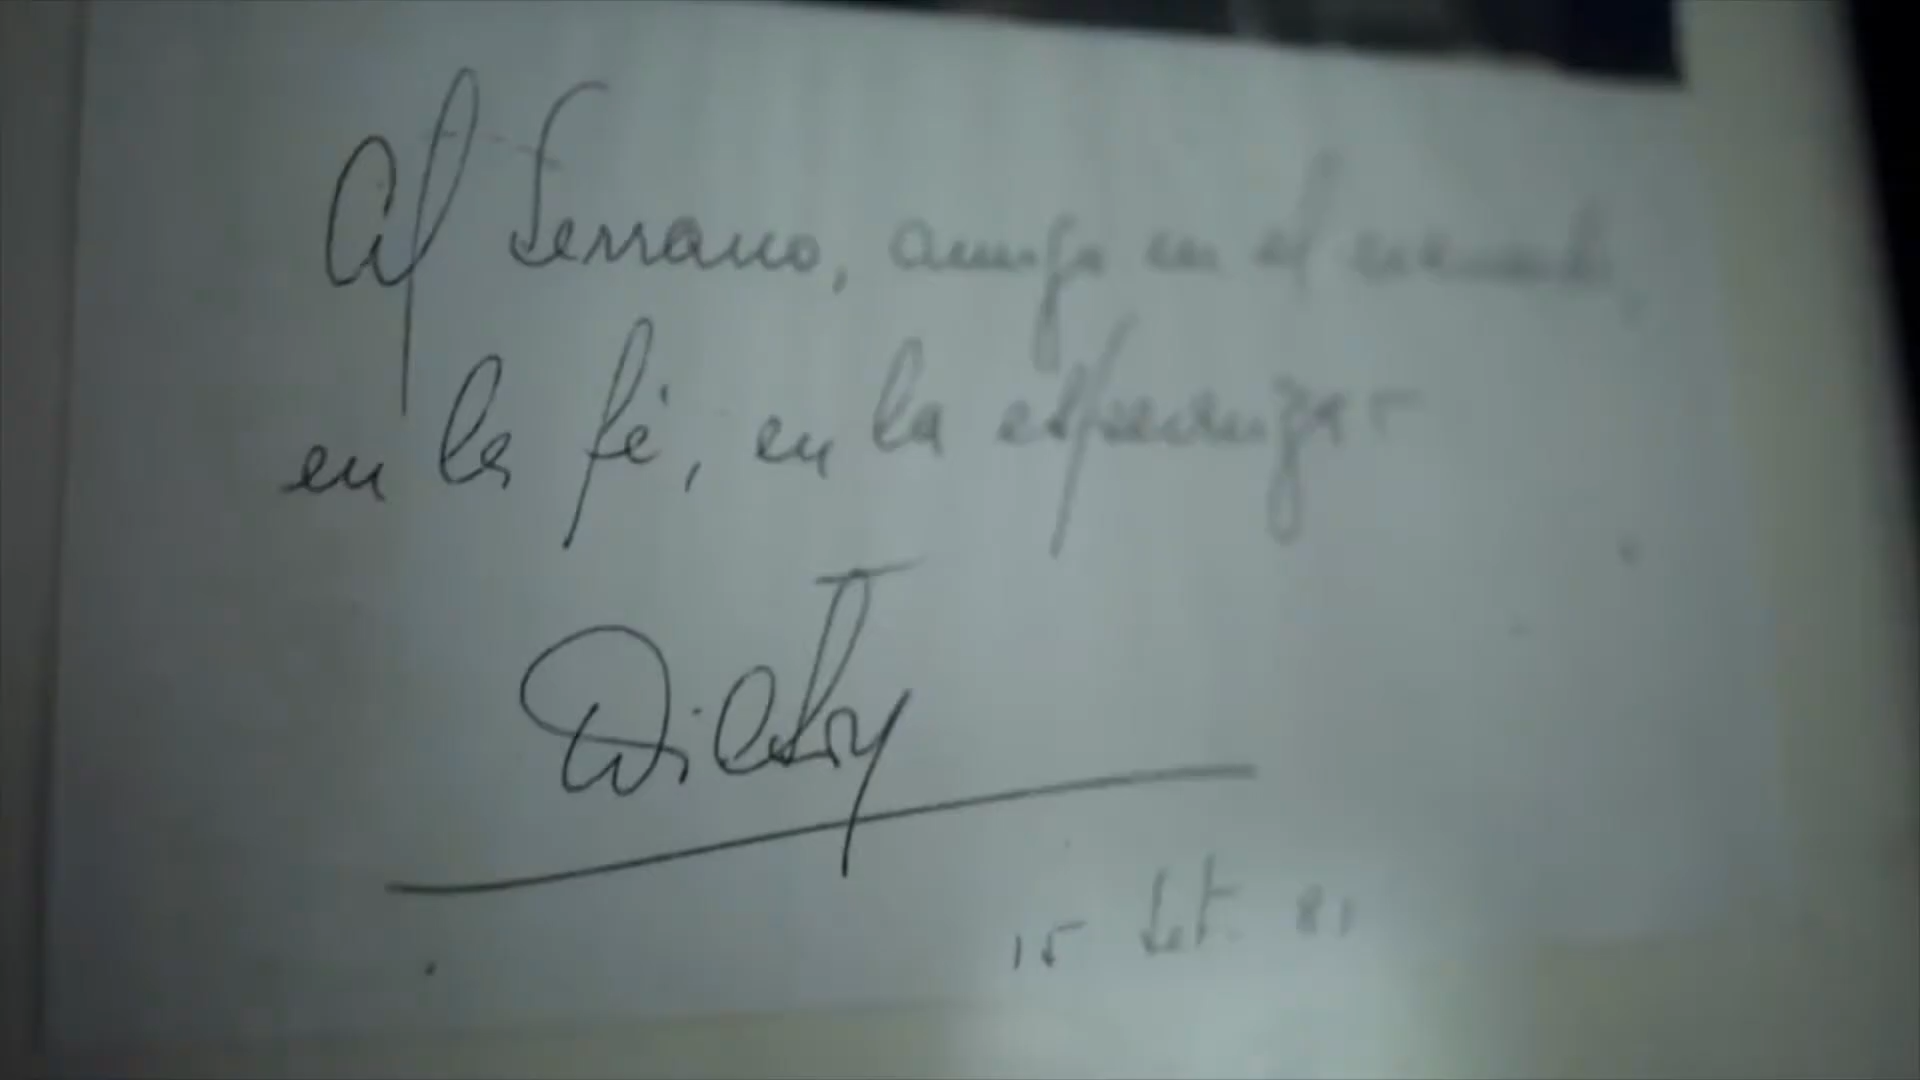 Al Serrano, amigo en el
en la fé, en la esperanza -
15 Set. 81